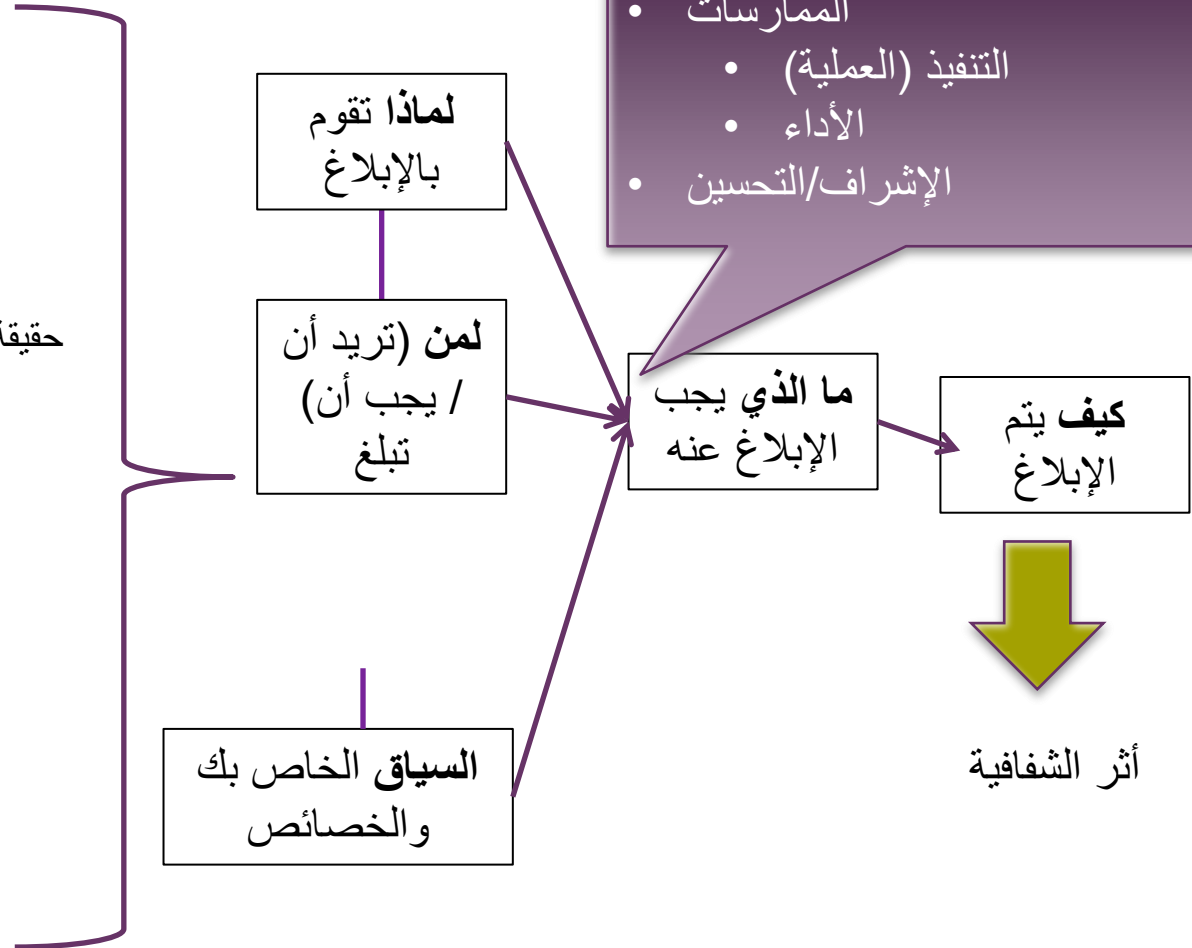 الممارسات
التنفيذ (العملية)
الأداء
الإشراف/التحسين
لماذا تقوم
بالإبلاغ
لمن (تريد أن
/ يجب أن)
تبلغ
ما الذي يجب
الإبلاغ عنه
كيف يتم
الإبلاغ
السياق الخاص بك
والخصائص
أثر الشفافية